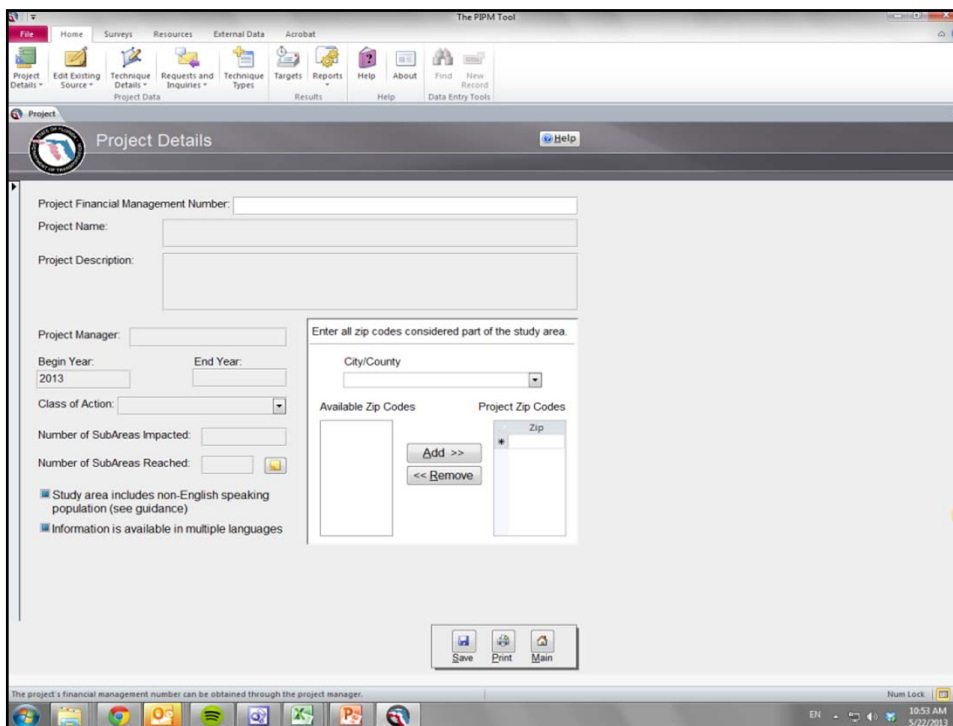 The PIPM Tool
File Home Surveys Resources External Data Acrobat
Project Details
Edit Existing Source
Technique Details
Requests and Inquiries
Technique Types
Targets
Reports
Help
About
Find
New Record
Project Data
Results
Help
Data Entry Tools
Project
Project Details
Help
Project Financial Management Number:
Project Name:
Project Description:
Project Manager:
Begin Year: End Year:
2013
Class of Action:
Number of SubAreas Impacted:
Number of SubAreas Reached:
Study area includes non-English speaking
population (see guidance)
Information is available in multiple languages
Enter all zip codes considered part of the study area.
City/County
Available Zip Codes Project Zip Codes
Zip
Add >>
<< Remove
Save Print Main
The project's financial management number can be obtained through the project manager.
Num Lock
EN
10:53 AM
5/22/2013